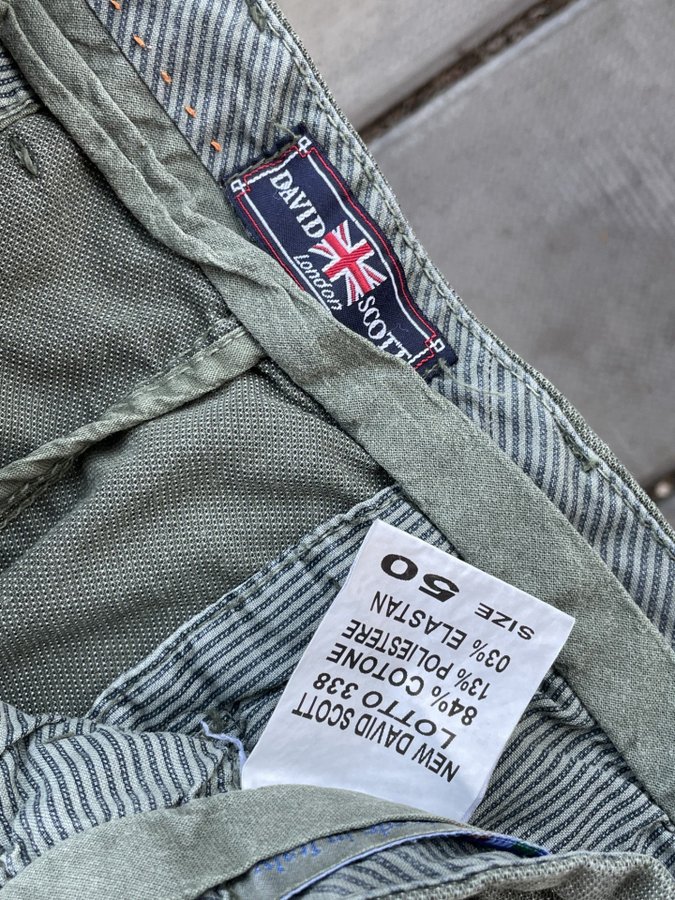 DAVID
London
SCOTT
NEW DAVID SCOTT
LOTTO 338
84% COTONE
13% POLIESTERE
03% ELASTAN
SIZE 50